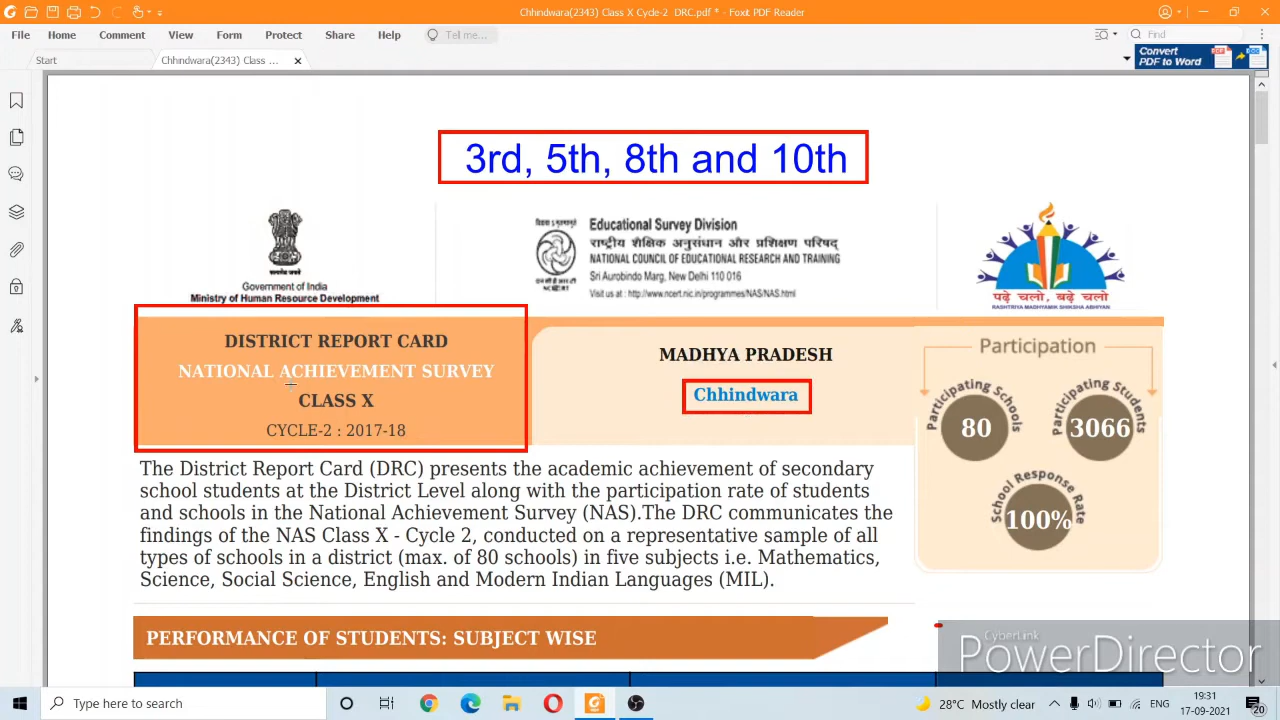 Chhindwara(2343) Class X Cycle-2 DRC.pdf * - Foxit PDF Reader
File Home Comment View Form Protect Share Help Tell me... Find
Start Chhindwara(2343) Class ...
Convert
PDF to Word
3rd, 5th, 8th and 10th
Government of India
Ministry of Human Resource Development
Educational Survey Division
राष्ट्रीय शैक्षिक अनुसंधान और प्रशिक्षण परिषद्
NATIONAL COUNCIL OF EDUCATIONAL RESEARCH AND TRAINING
Sri Aurobindo Marg, New Delhi 110 016
Visit us at : http://www.ncert.nic.in/programmes/NAS/NAS.html
पढ़े चलो, बढ़े चलो
RASHTRIYA MADHYAMIK SHIKSHA ABHIYAN
DISTRICT REPORT CARD
NATIONAL ACHIEVEMENT SURVEY
CLASS X
CYCLE-2 : 2017-18
MADHYA PRADESH
Chhindwara
Participation
Participating Schools
80
Participating Students
3066
School Response Rate
100%
The District Report Card (DRC) presents the academic achievement of secondary
school students at the District Level along with the participation rate of students
and schools in the National Achievement Survey (NAS).The DRC communicates the
findings of the NAS Class X - Cycle 2, conducted on a representative sample of all
types of schools in a district (max. of 80 schools) in five subjects i.e. Mathematics,
Science, Social Science, English and Modern Indian Languages (MIL).
PERFORMANCE OF STUDENTS: SUBJECT WISE
CyberLink
PowerDirector
Type here to search
28°C Mostly clear
ENG
19:31
17-09-2021
20